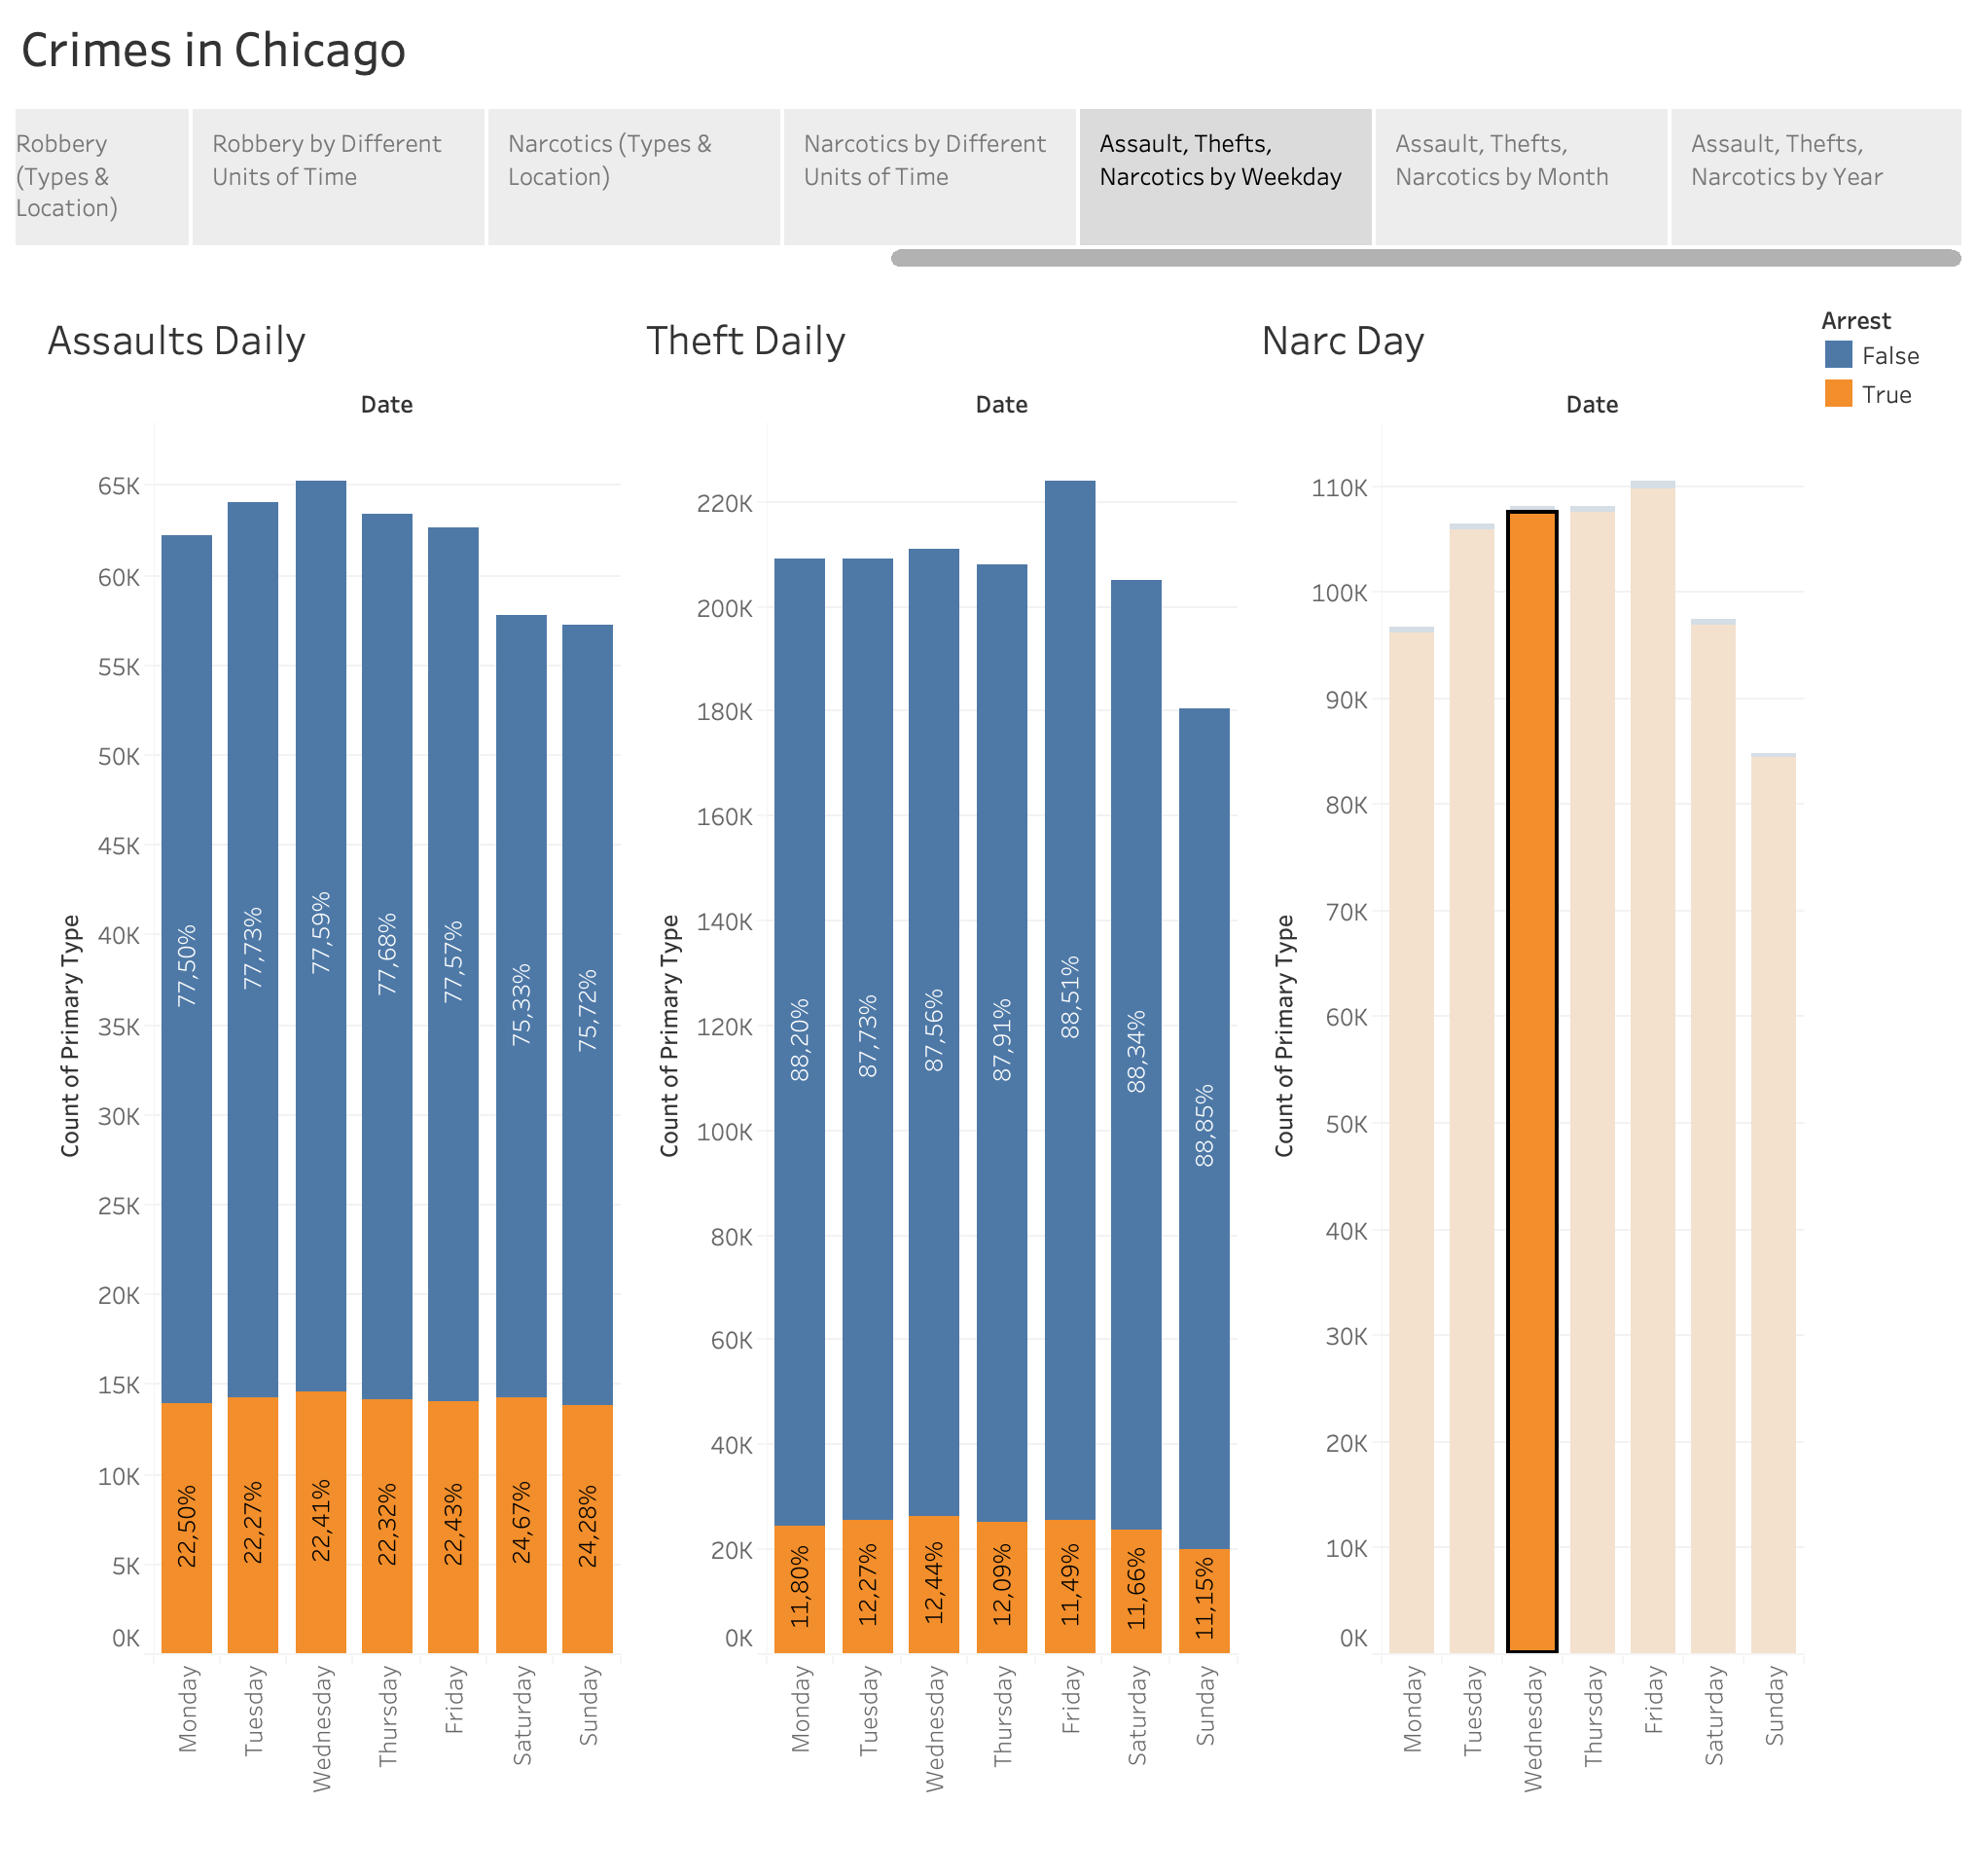 Crimes in Chicago
Robbery
(Types &
Location)
Robbery by Different
Units of Time
Narcotics (Types &
Location)
Narcotics by Different
Units of Time
Assault, Thefts,
Narcotics by Weekday
Assault, Thefts,
Narcotics by Month
Assault, Thefts,
Narcotics by Year
Assaults Daily
Date
Count of Primary Type
65K
60K
55K
50K
45K
40K
35K
30K
25K
20K
15K
10K
5K
0K
77,50%
77,73%
77,59%
77,68%
77,57%
75,33%
75,72%
22,50%
22,27%
22,41%
22,32%
22,43%
24,67%
24,28%
Monday
Tuesday
Wednesday
Thursday
Friday
Saturday
Sunday
Theft Daily
Date
Count of Primary Type
220K
200K
180K
160K
140K
120K
100K
80K
60K
40K
20K
0K
88,20%
87,73%
87,56%
87,91%
88,51%
88,34%
88,85%
11,80%
12,27%
12,44%
12,09%
11,49%
11,66%
11,15%
Monday
Tuesday
Wednesday
Thursday
Friday
Saturday
Sunday
Narc Day
Date
Count of Primary Type
110K
100K
90K
80K
70K
60K
50K
40K
30K
20K
10K
0K
Monday
Tuesday
Wednesday
Thursday
Friday
Saturday
Sunday
Arrest
False
True